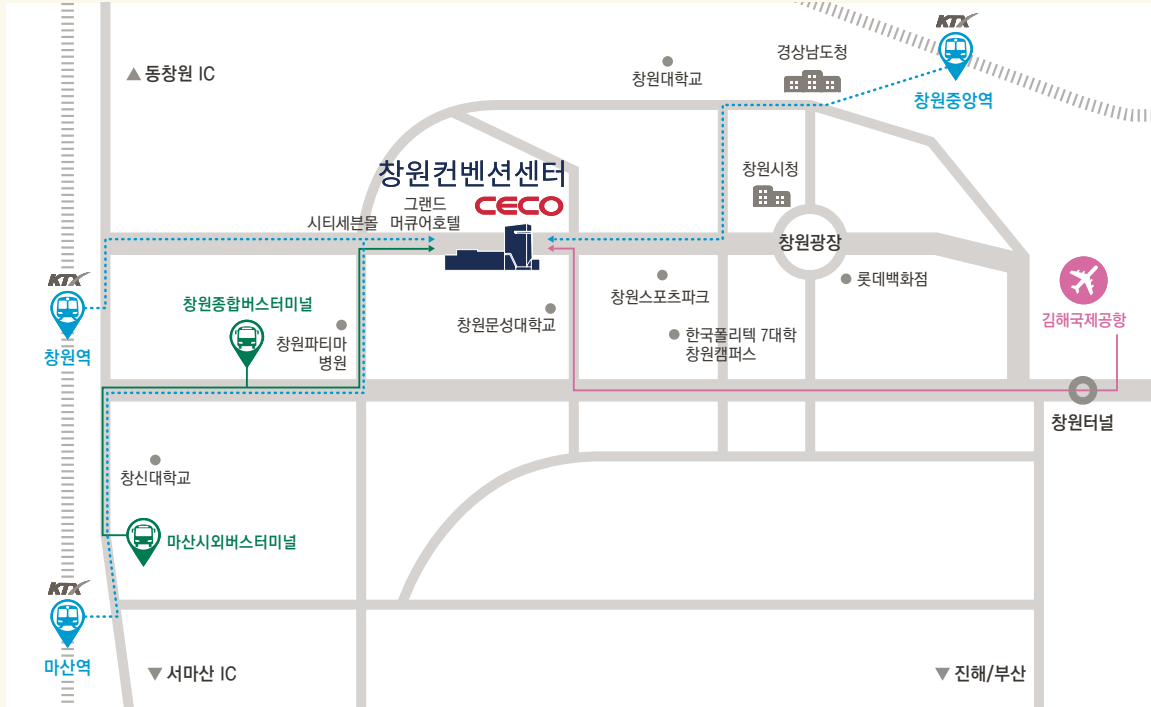 KTX
창원중앙역
경상남도청
창원대학교
▲ 동창원 IC
창원시청
창원컨벤션센터
CECO
그랜드
머큐어호텔
시티세븐몰
창원광장
롯데백화점
창원스포츠파크
KTX
창원역
창원종합버스터미널
창원파티마
병원
창원문성대학교
한국폴리텍 7대학
창원캠퍼스
김해국제공항
창원터널
창신대학교
마산시외버스터미널
KTX
마산역
▼ 서마산 IC
▼ 진해/부산